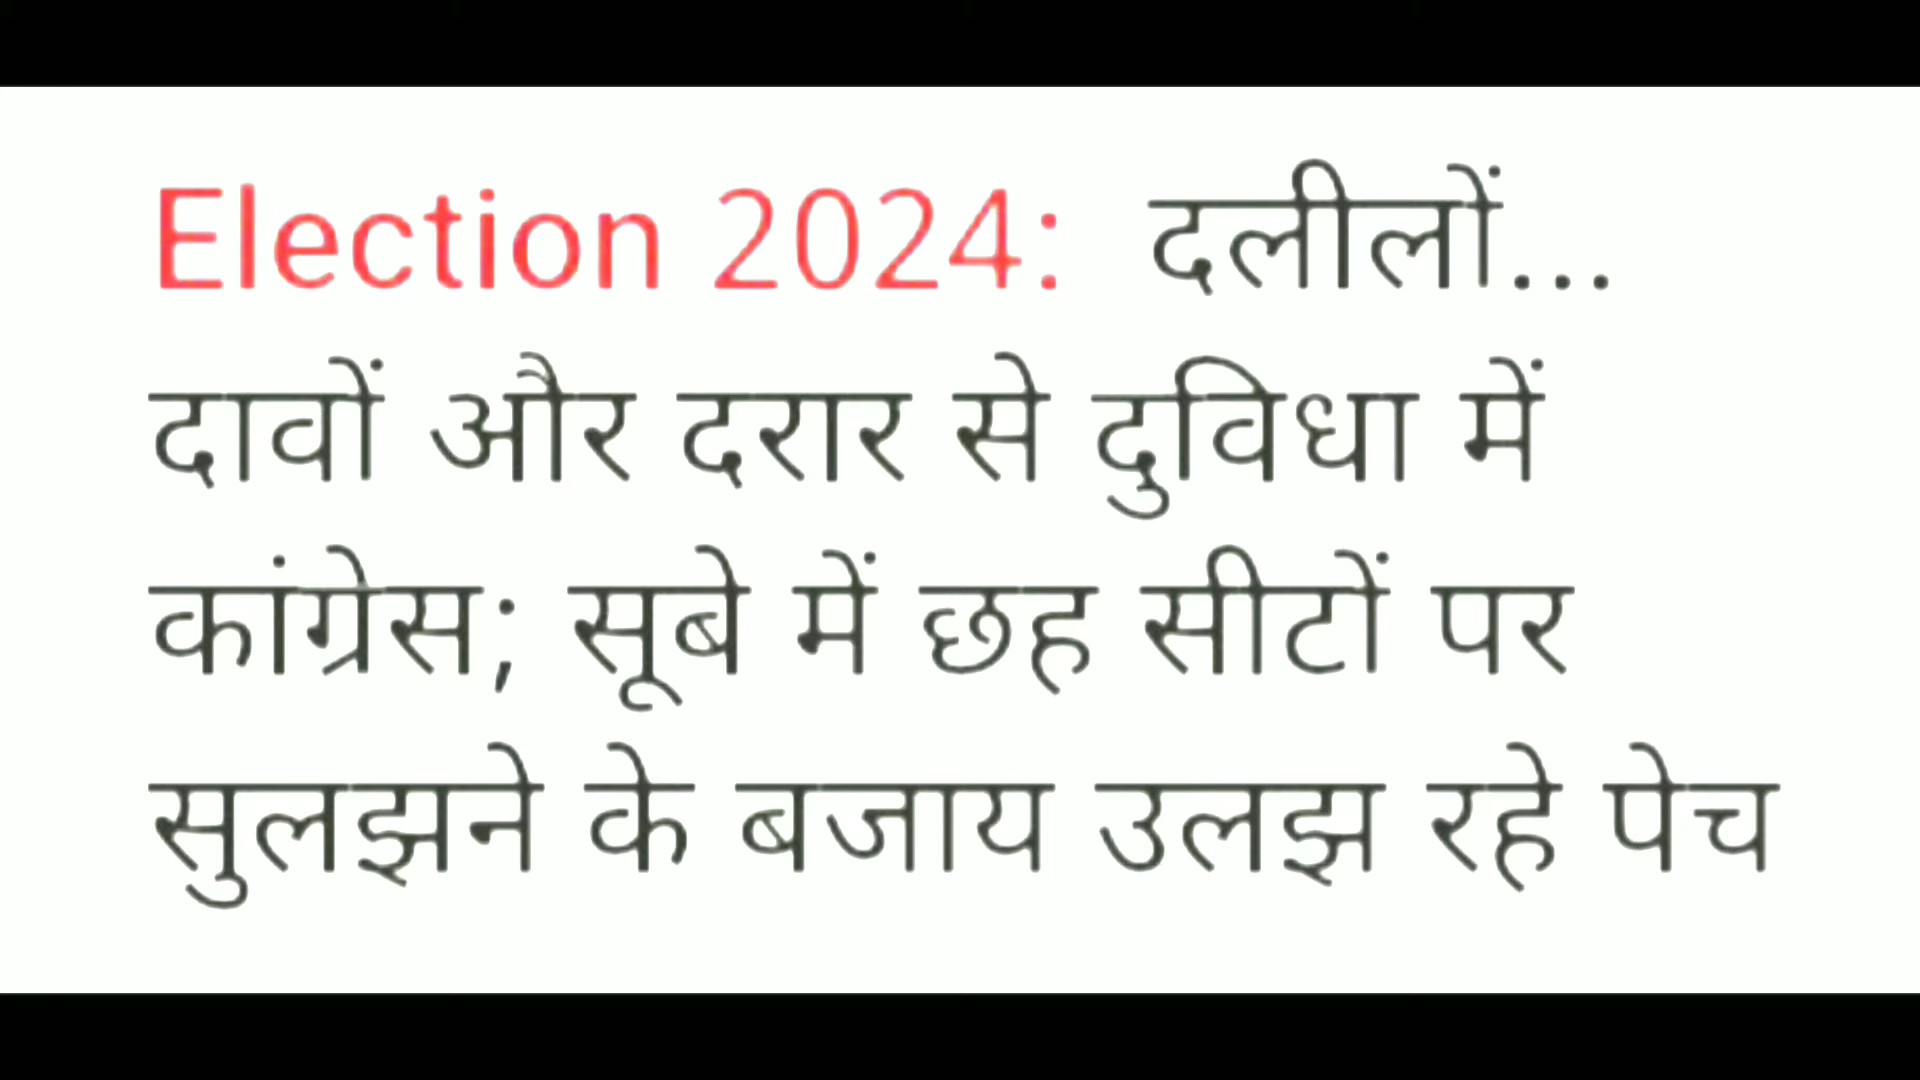 Election 2024: दलीलों...
दावों और दरार से दुविधा में
कांग्रेस; सूबे में छह सीटों पर
सुलझने के बजाय उलझ रहे पेच